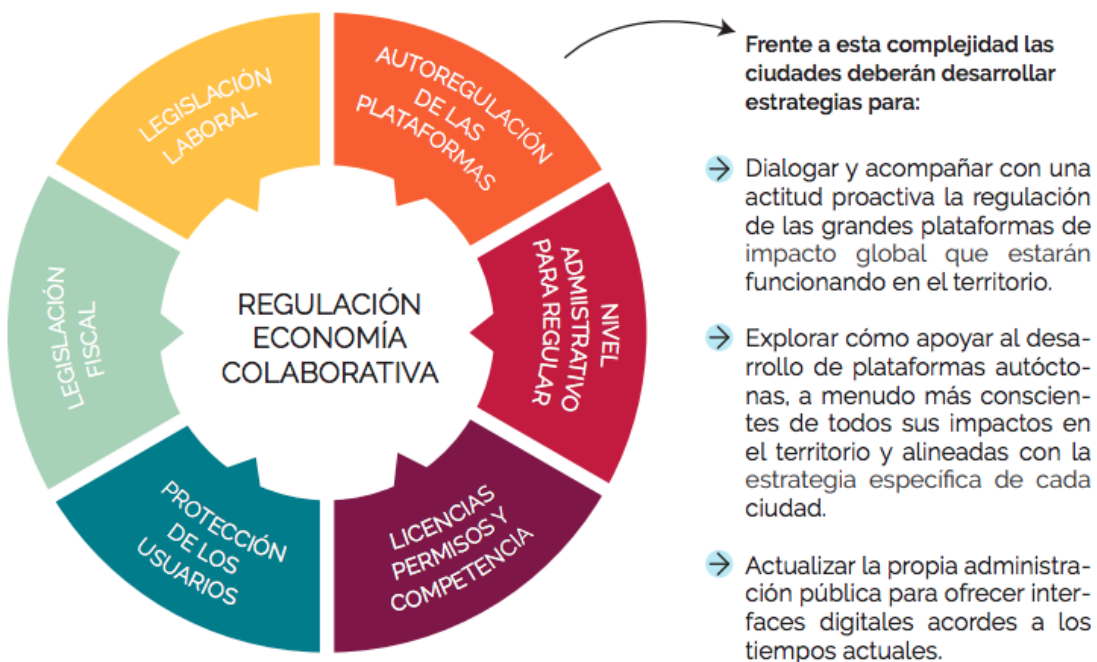 LEGISLACIÓN
LABORAL
AUTOREGULACIÓN
DE LAS
PLATAFORMAS
NIVEL
ADMIISTRATIVO
PARA REGULAR
LICENCIAS
PERMISOS Y
COMPETENCIA
PROTECCIÓN
DE LOS
USUARIOS
LEGISLACIÓN
FISCAL
REGULACIÓN
ECONOMÍA
COLABORATIVA
Frente a esta complejidad las
ciudades deberán desarrollar
estrategias para:
Dialogar y acompañar con una
actitud proactiva la regulación
de las grandes plataformas de
impacto global que estarán
funcionando en el territorio.
Explorar cómo apoyar al desa-
rrollo de plataformas autócto-
nas, a menudo más conscien-
tes de todos sus impactos en
el territorio y alineadas con la
estrategia específica de cada
ciudad.
Actualizar la propia administra-
ción pública para ofrecer inter-
faces digitales acordes a los
tiempos actuales.